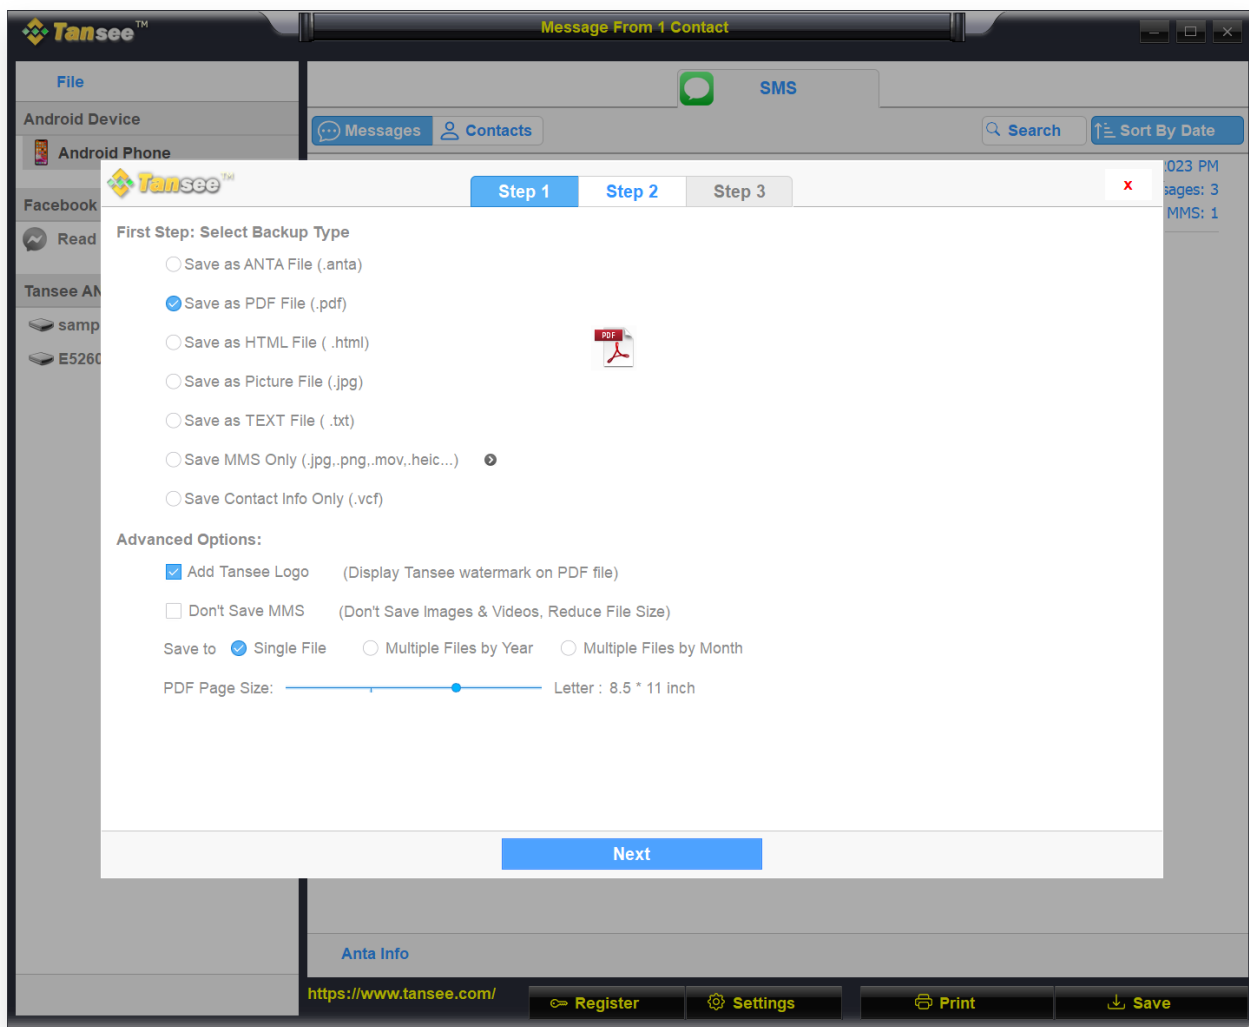 Tansee™
Message From 1 Contact
File
SMS
Android Device
Messages
Contacts
Search
Sort By Date
Android Phone
023 PM
Tansee™
Step 1
Step 2
Step 3
x
sages: 3
Facebook
MMS: 1
First Step: Select Backup Type
Read
Save as ANTA File (.anta)
Tansee AN
Save as PDF File (.pdf)
PDF
samp
Save as HTML File ( .html)
E5260
Save as Picture File (.jpg)
Save as TEXT File ( .txt)
Save MMS Only (.jpg,.png,.mov,.heic...)
Save Contact Info Only (.vcf)
Advanced Options:
Add Tansee Logo (Display Tansee watermark on PDF file)
Don't Save MMS (Don't Save Images & Videos, Reduce File Size)
Save to Single File Multiple Files by Year Multiple Files by Month
PDF Page Size: Letter : 8.5 * 11 inch
Next
Anta Info
https://www.tansee.com/
Register
Settings
Print
Save